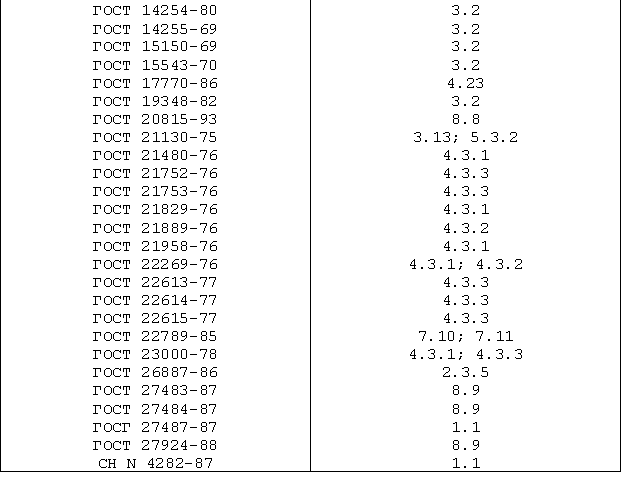 ГОСТ 14254-80 3.2
ГОСТ 14255-69 3.2
ГОСТ 15150-69 3.2
ГОСТ 15543-70 3.2
ГОСТ 17770-86 4.23
ГОСТ 19348-82 3.2
ГОСТ 20815-93 8.8
ГОСТ 21130-75 3.13; 5.3.2
ГОСТ 21480-76 4.3.1
ГОСТ 21752-76 4.3.3
ГОСТ 21753-76 4.3.3
ГОСТ 21829-76 4.3.1
ГОСТ 21889-76 4.3.2
ГОСТ 21958-76 4.3.1
ГОСТ 22269-76 4.3.1; 4.3.2
ГОСТ 22613-77 4.3.3
ГОСТ 22614-77 4.3.3
ГОСТ 22615-77 4.3.3
ГОСТ 22789-85 7.10; 7.11
ГОСТ 23000-78 4.3.1; 4.3.3
ГОСТ 26887-86 2.3.5
ГОСТ 27483-87 8.9
ГОСТ 27484-87 8.9
ГОСГ 27487-87 1.1
ГОСТ 27924-88 8.9
СН N 4282-87 1.1